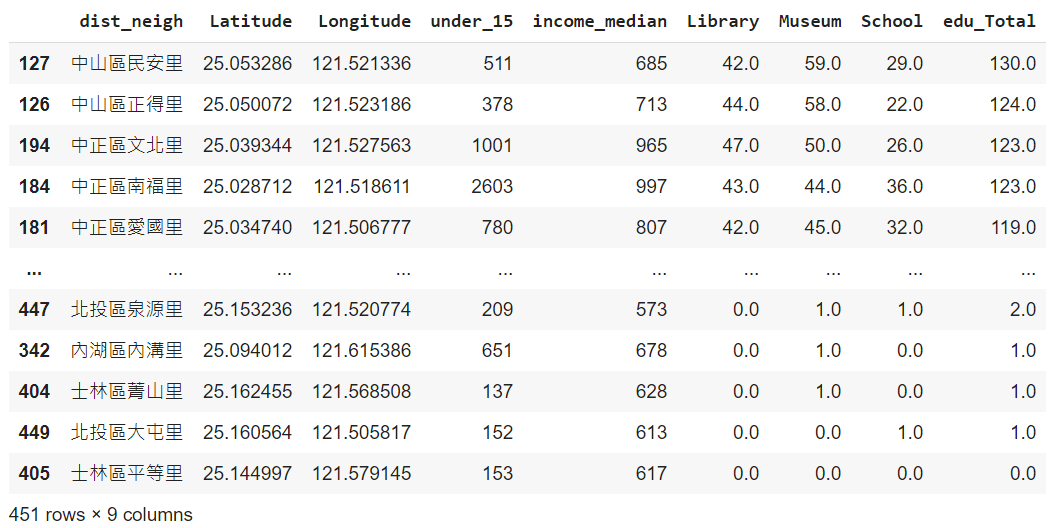 dist_neigh Latitude Longitude under_15 income_median Library Museum School edu_Total
127 中山區民安里 25.053286 121.521336 511 685 42.0 59.0 29.0 130.0
126 中山區正得里 25.050072 121.523186 378 713 44.0 58.0 22.0 124.0
194 中正區文北里 25.039344 121.527563 1001 965 47.0 50.0 26.0 123.0
184 中正區南福里 25.028712 121.518611 2603 997 43.0 44.0 36.0 123.0
181 中正區愛國里 25.034740 121.506777 780 807 42.0 45.0 32.0 119.0
... ... ... ... ... ... ... ... ... ...
447 北投區泉源里 25.153236 121.520774 209 573 0.0 1.0 1.0 2.0
342 內湖區內溝里 25.094012 121.615386 651 678 0.0 1.0 0.0 1.0
404 士林區菁山里 25.162455 121.568508 137 628 0.0 1.0 0.0 1.0
449 北投區大屯里 25.160564 121.505817 152 613 0.0 0.0 1.0 1.0
405 士林區平等里 25.144997 121.579145 153 617 0.0 0.0 0.0 0.0
451 rows × 9 columns